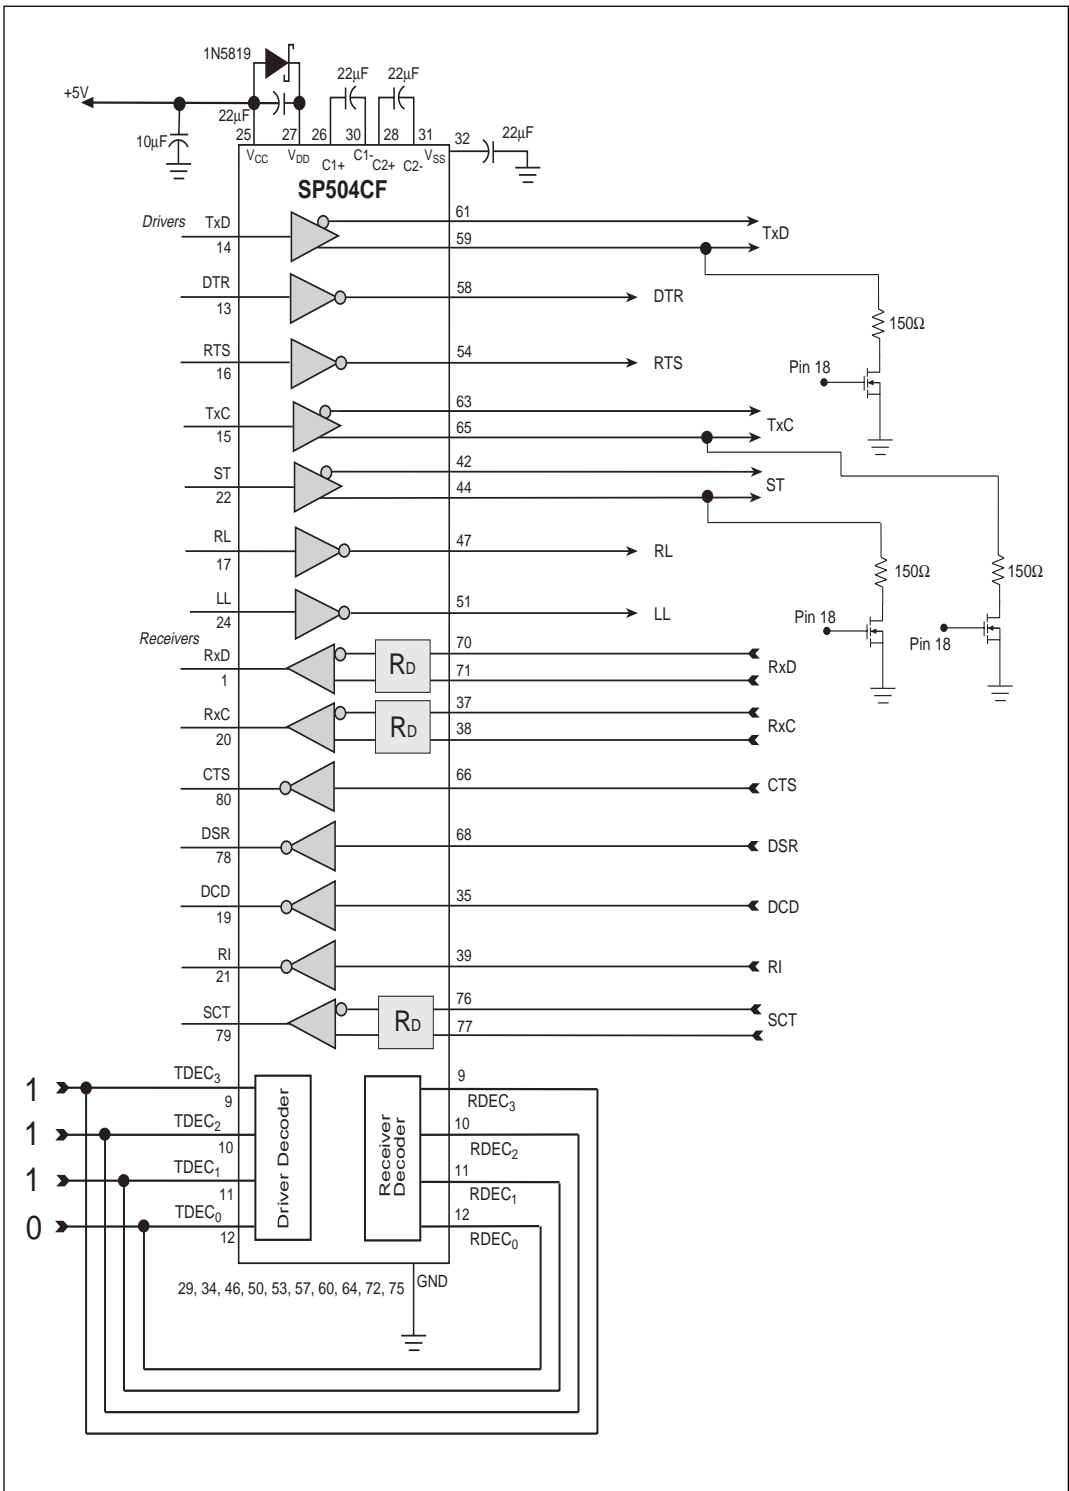 1N5819
22µF 22µF
+5V
22µF
10µF
25 27 26 30 28 31 32 22µF
VCC VDD C1+ C1- C2+ C2- VSS
SP504CF
Drivers TxD 61
14 59 TxD
DTR 58 DTR
13
150Ω
RTS 54 RTS
16
Pin 18
TxC 63
15 65 TxC
ST 42
22 44 ST
RL 47 RL
17
150Ω 150Ω
LL 51 LL
24
Pin 18 Pin 18
Receivers
RxD RD 70
1 71 RxD
RxC RD 37
20 38 RxC
CTS 66 CTS
80
DSR 68 DSR
78
DCD 35 DCD
19
RI 39 RI
21
SCT RD 76
79 77 SCT
1 TDEC3 9 9 RDEC3
1 TDEC2 10 10 RDEC2
1 TDEC1 11 11 RDEC1
0 TDEC0 12 12 RDEC0
Driver Decoder
Receiver
Decoder
29, 34, 46, 50, 53, 57, 60, 64, 72, 75 GND